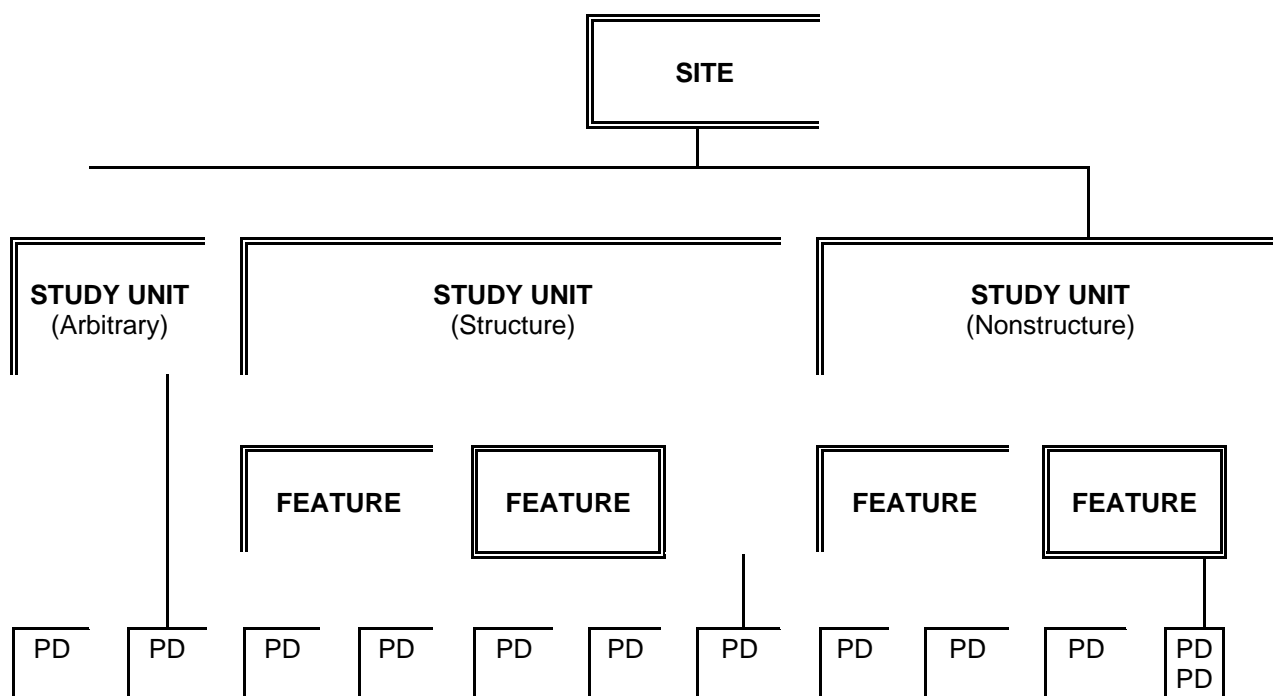 SITE
STUDY UNIT
(Arbitrary)
STUDY UNIT
(Structure)
STUDY UNIT
(Nonstructure)
FEATURE
FEATURE
FEATURE
FEATURE
PD
PD
PD
PD
PD
PD
PD
PD
PD
PD
PD
PD